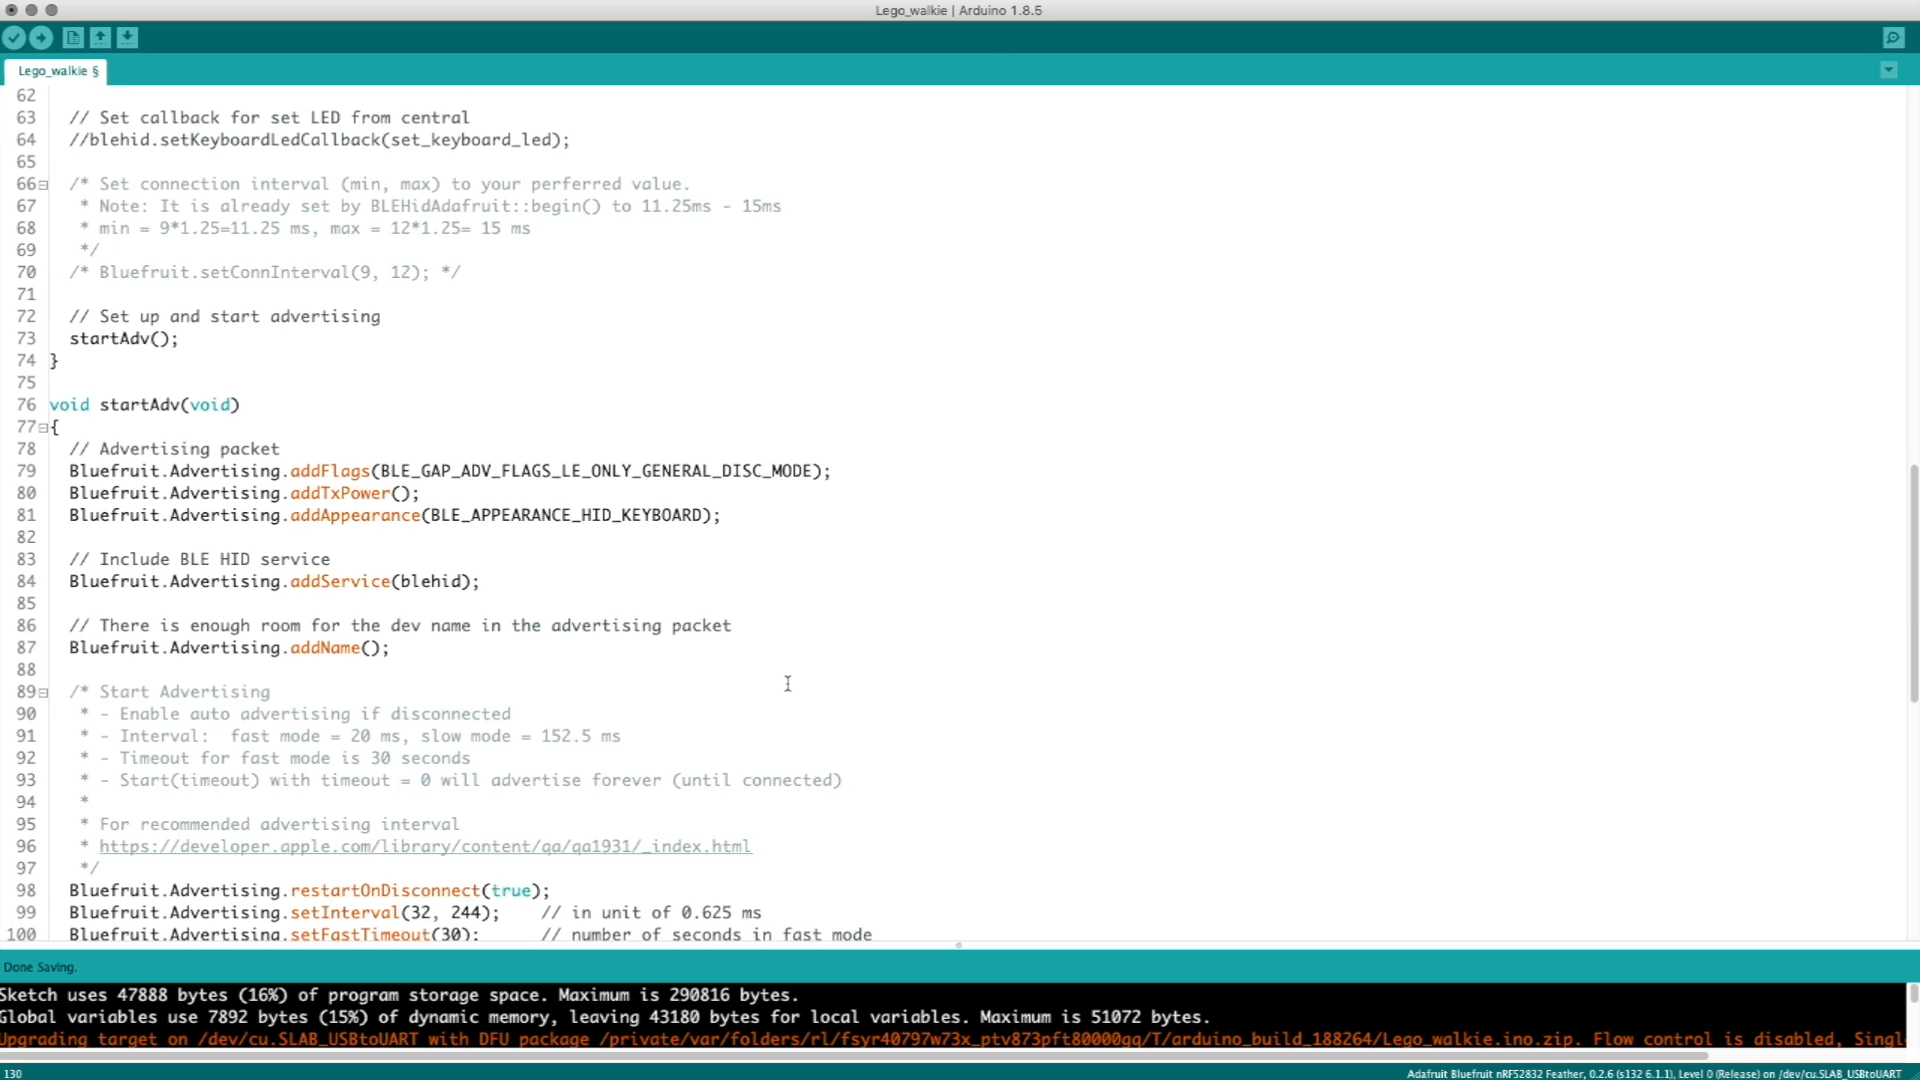 Lego_walkie | Arduino 1.8.5
Lego_walkie §
62
63 // Set callback for set LED from central
64 //blehid.setKeyboardLedCallback(set_keyboard_led);
65
66 /* Set connection interval (min, max) to your perferred value.
67 * Note: It is already set by BLEHidAdafruit::begin() to 11.25ms - 15ms
68 * min = 9*1.25=11.25 ms, max = 12*1.25= 15 ms
69 */
70 /* Bluefruit.setConnInterval(9, 12); */
71
72 // Set up and start advertising
73 startAdv();
74 }
75
76 void startAdv(void)
77 {
78 // Advertising packet
79 Bluefruit.Advertising.addFlags(BLE_GAP_ADV_FLAGS_LE_ONLY_GENERAL_DISC_MODE);
80 Bluefruit.Advertising.addTxPower();
81 Bluefruit.Advertising.addAppearance(BLE_APPEARANCE_HID_KEYBOARD);
82
83 // Include BLE HID service
84 Bluefruit.Advertising.addService(blehid);
85
86 // There is enough room for the dev name in the advertising packet
87 Bluefruit.Advertising.addName();
88
89 /* Start Advertising
90 * - Enable auto advertising if disconnected
91 * - Interval:  fast mode = 20 ms, slow mode = 152.5 ms
92 * - Timeout for fast mode is 30 seconds
93 * - Start(timeout) with timeout = 0 will advertise forever (until connected)
94 *
95 * For recommended advertising interval
96 * https://developer.apple.com/library/content/qa/qa1931/_index.html
97 */
98 Bluefruit.Advertising.restartOnDisconnect(true);
99 Bluefruit.Advertising.setInterval(32, 244);    // in unit of 0.625 ms
100 Bluefruit.Advertising.setFastTimeout(30);      // number of seconds in fast mode
Done Saving.
Sketch uses 47888 bytes (16%) of program storage space. Maximum is 290816 bytes.
Global variables use 7892 bytes (15%) of dynamic memory, leaving 43180 bytes for local variables. Maximum is 51072 bytes.
Upgrading target on /dev/cu.SLAB_USBtoUART with DFU package /private/var/folders/rl/fsyr40797w73x_ptv873pft80000gq/T/arduino_build_188264/Lego_walkie.ino.zip. Flow control is disabled, Singl
130
Adafruit Bluefruit nRF52832 Feather, 0.2.6 (s132 6.1.1), Level 0 (Release) on /dev/cu.SLAB_USBtoUART